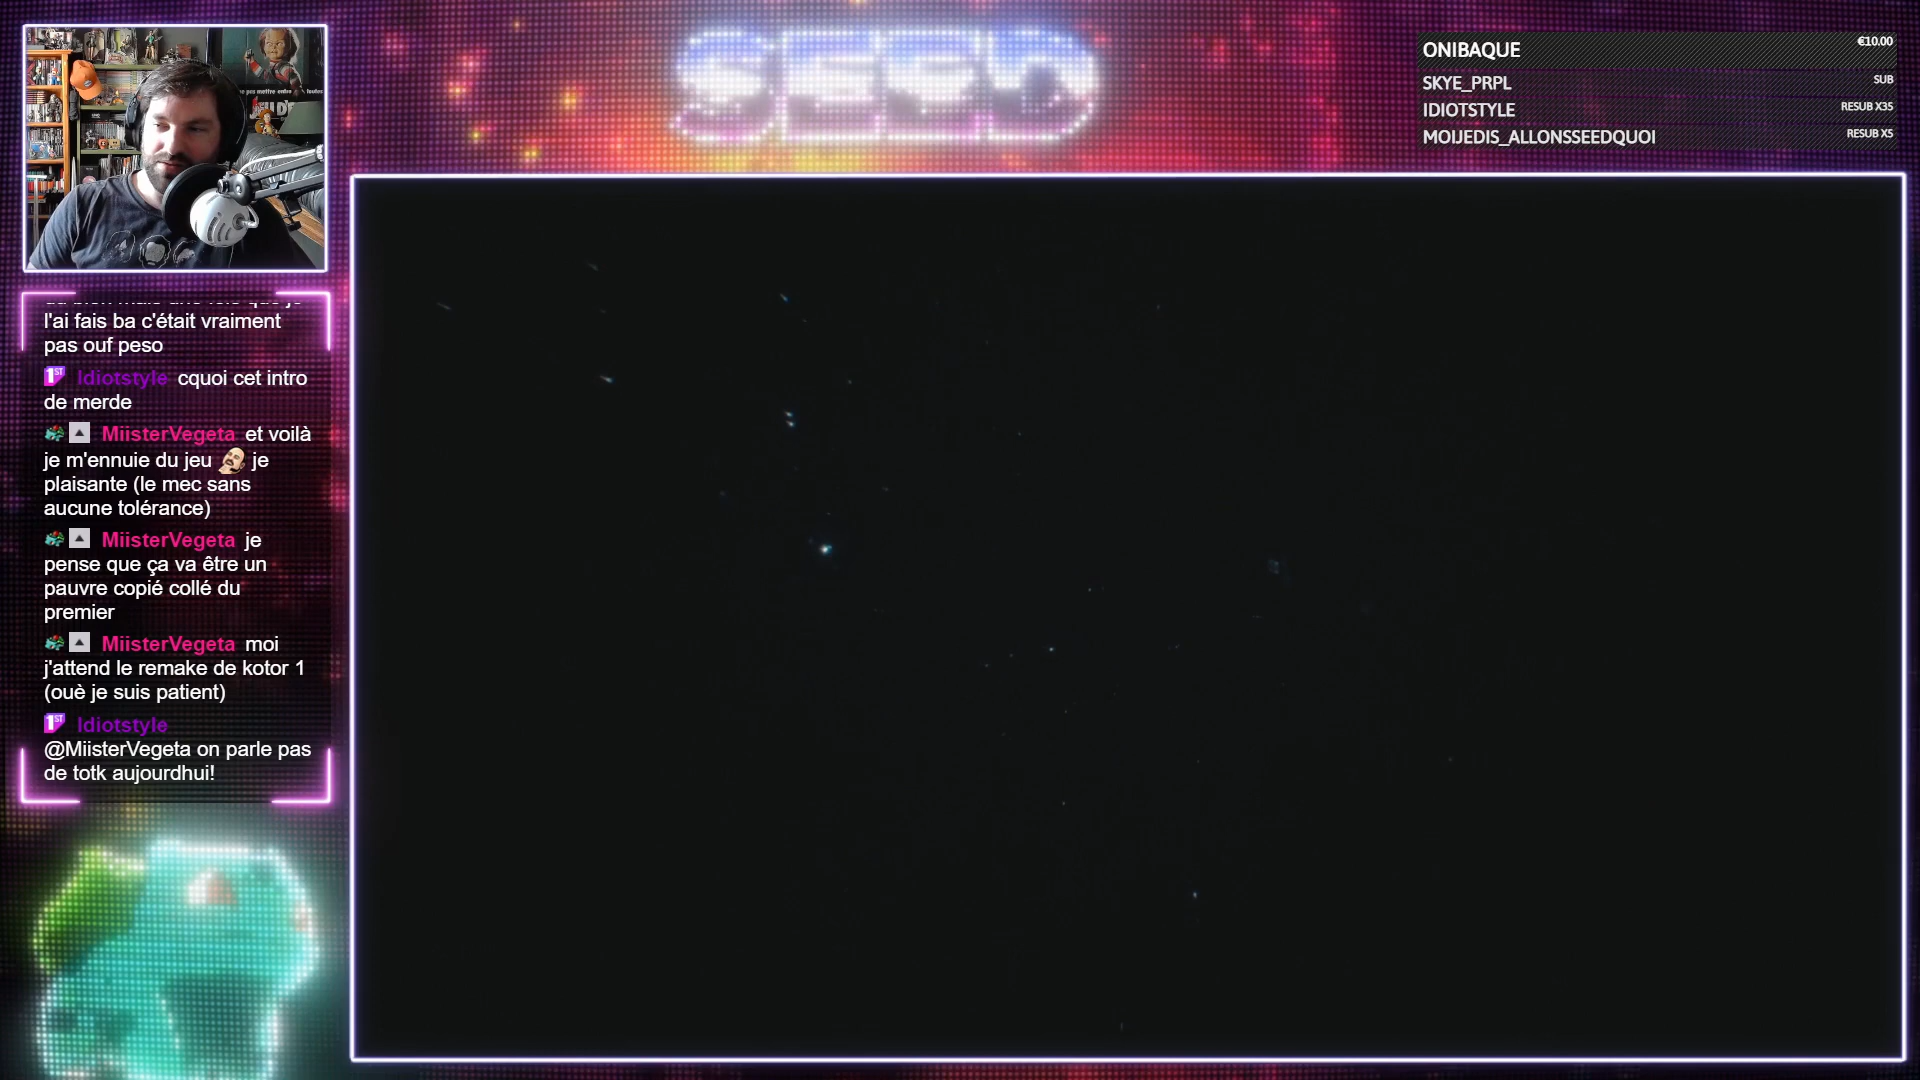 SEED
ONIBAQUE €10.00
SKYE_PRPL SUB
IDIOTSTYLE RESUB X35
MOIJEDIS_ALLONSSEEDQUOI RESUB X5
l'ai fais ba c'était vraiment
pas ouf peso
1ST Idiotstyle cquoi cet intro
de merde
MiisterVegeta et voilà
je m'ennuie du jeu je
plaisante (le mec sans
aucune tolérance)
MiisterVegeta je
pense que ça va être un
pauvre copié collé du
premier
MiisterVegeta moi
j'attend le remake de kotor 1
(ouè je suis patient)
1ST Idiotstyle
@MiisterVegeta on parle pas
de totk aujourdhui!